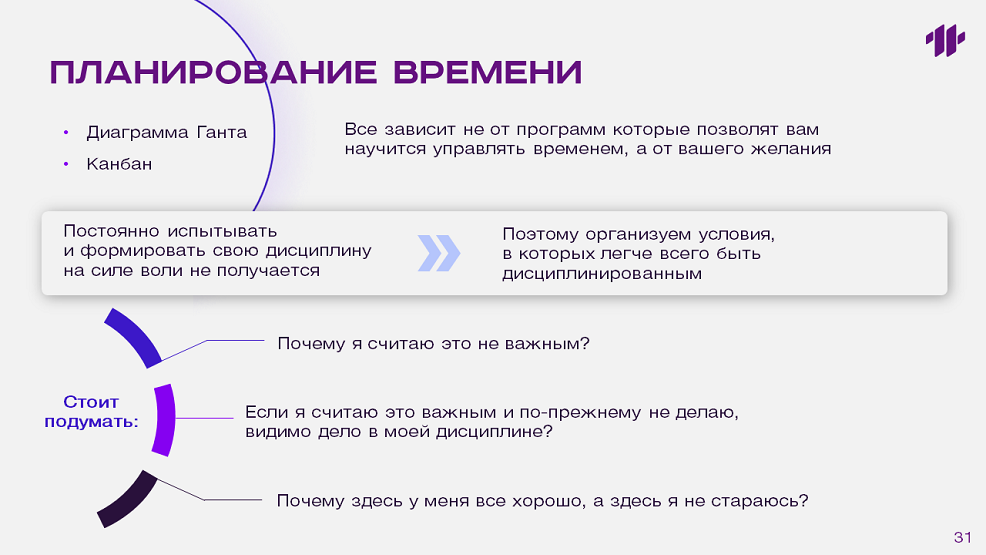 ПЛАНИРОВАНИЕ ВРЕМЕНИ
• Диаграмма Ганта
• Канбан
Все зависит не от программ которые позволят вам
научится управлять временем, а от вашего желания
Постоянно испытывать
и формировать свою дисциплину
на силе воли не получается
Поэтому организуем условия,
в которых легче всего быть
дисциплинированным
Стоит
подумать:
Почему я считаю это не важным?
Если я считаю это важным и по-прежнему не делаю,
видимо дело в моей дисциплине?
Почему здесь у меня все хорошо, а здесь я не стараюсь?
31